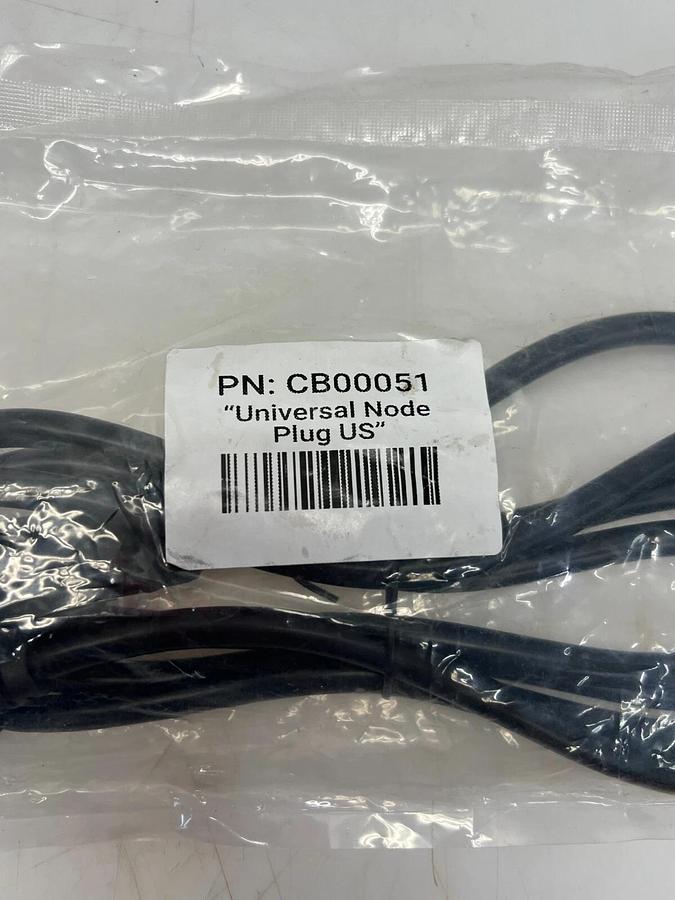 PN: CB00051
“Universal Node
Plug US”